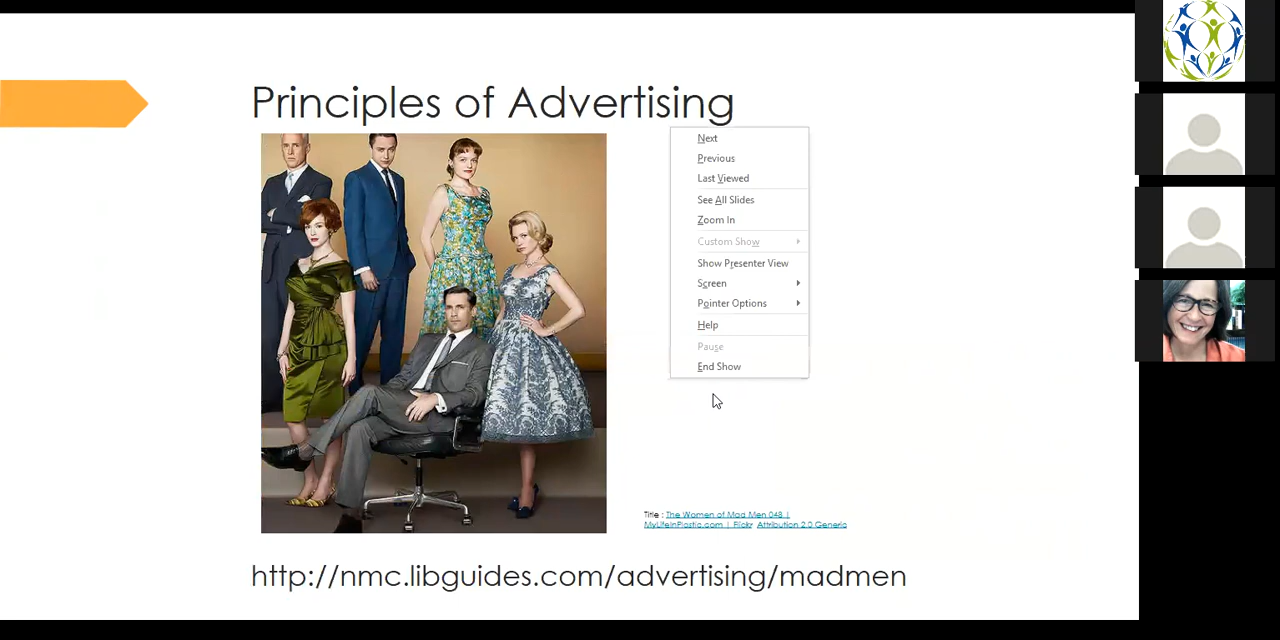 Principles of Advertising
Next
Previous
Last Viewed
See All Slides
Zoom In
Custom Show
Show Presenter View
Screen
Pointer Options
Help
Pause
End Show
Title : The Women of Mad Men 048 |
MyLifeInPlastic.com | Flickr Attribution 2.0 Generic
http://nmc.libguides.com/advertising/madmen